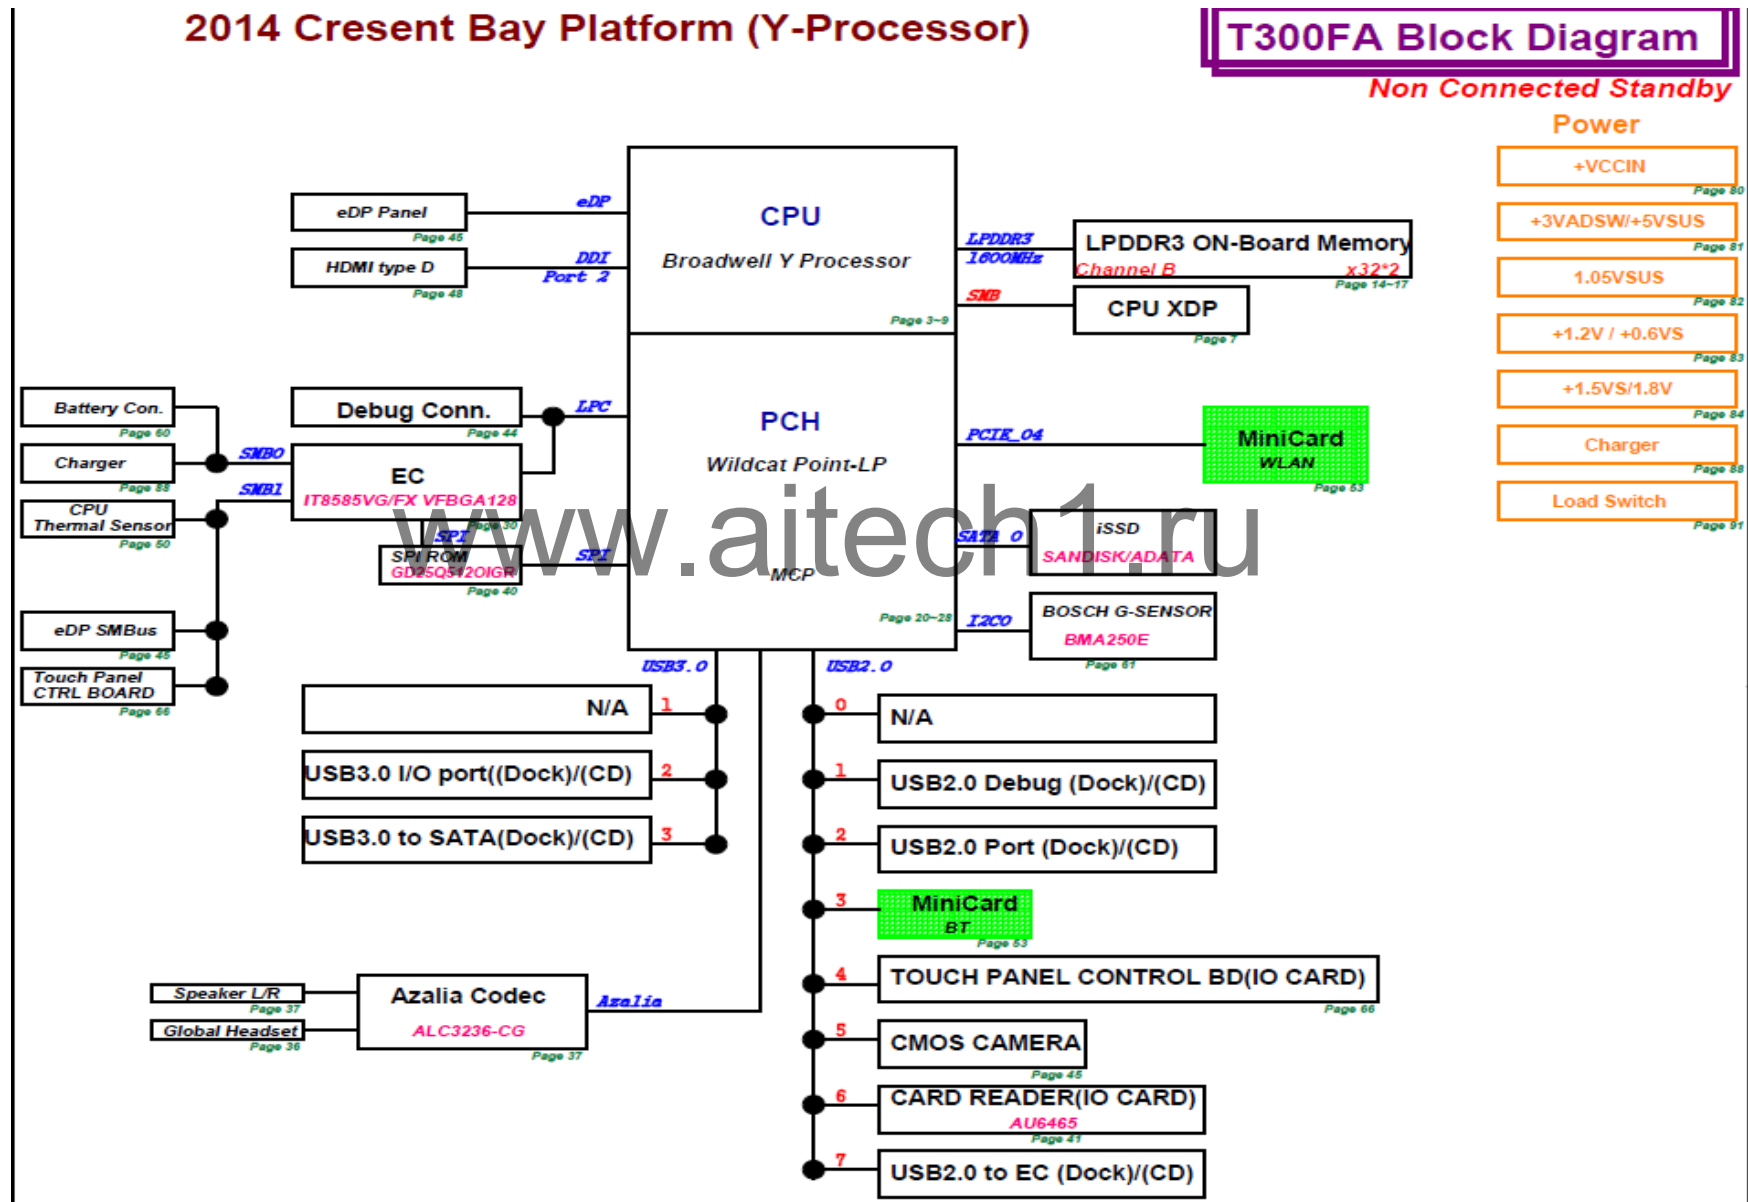 2014 Cresent Bay Platform (Y-Processor)
T300FA Block Diagram
Non Connected Standby
Power
+VCCIN
Page 80
+3VADSW/+5VSUS
Page 81
1.05VSUS
Page 82
+1.2V / +0.6VS
Page 83
+1.5VS/1.8V
Page 84
Charger
Page 88
Load Switch
Page 91
eDP Panel
Page 45
eDP
HDMI type D
Page 48
DDI
Port 2
CPU
Broadwell Y Processor
Page 3~9
LPDDR3
1600MHz
LPDDR3 ON-Board Memory
Channel B x32*2
Page 14~17
SMB
CPU XDP
Page 7
Battery Con.
Page 60
Charger
Page 88
CPU
Thermal Sensor
Page 50
eDP SMBus
Page 45
Touch Panel
CTRL BOARD
Page 66
SMB0
SMB1
Debug Conn.
Page 44
LPC
EC
IT8585VG/FX VFBGA128
Page 30
SPI
SPI ROM
GD25Q512OIGR
Page 40
SPI
PCH
Wildcat Point-LP
MCP
Page 20~28
PCIE_04
MiniCard
WLAN
Page 53
SATA 0
iSSD
SANDISK/ADATA
I2C0
BOSCH G-SENSOR
BMA250E
Page 61
www.aitech1.ru
USB3.0
N/A 1
USB3.0 I/O port((Dock)/(CD) 2
USB3.0 to SATA(Dock)/(CD) 3
USB2.0
0 N/A
1 USB2.0 Debug (Dock)/(CD)
2 USB2.0 Port (Dock)/(CD)
3 MiniCard
BT
Page 53
4 TOUCH PANEL CONTROL BD(IO CARD)
Page 66
5 CMOS CAMERA
Page 45
6 CARD READER(IO CARD)
AU6465
Page 41
7 USB2.0 to EC (Dock)/(CD)
Speaker L/R
Page 37
Global Headset
Page 36
Azalia Codec
ALC3236-CG
Page 37
Azalia